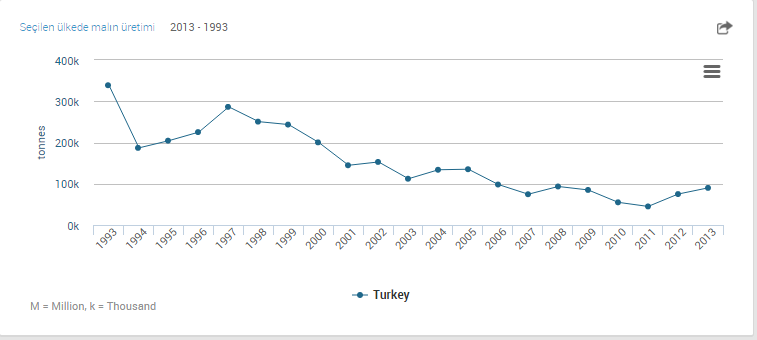 Seçilen ülkede malın üretimi 2013 - 1993
400k
300k
200k
100k
0k
tonnes
1993 1994 1995 1996 1997 1998 1999 2000 2001 2002 2003 2004 2005 2006 2007 2008 2009 2010 2011 2012 2013
Turkey
M = Million, k = Thousand